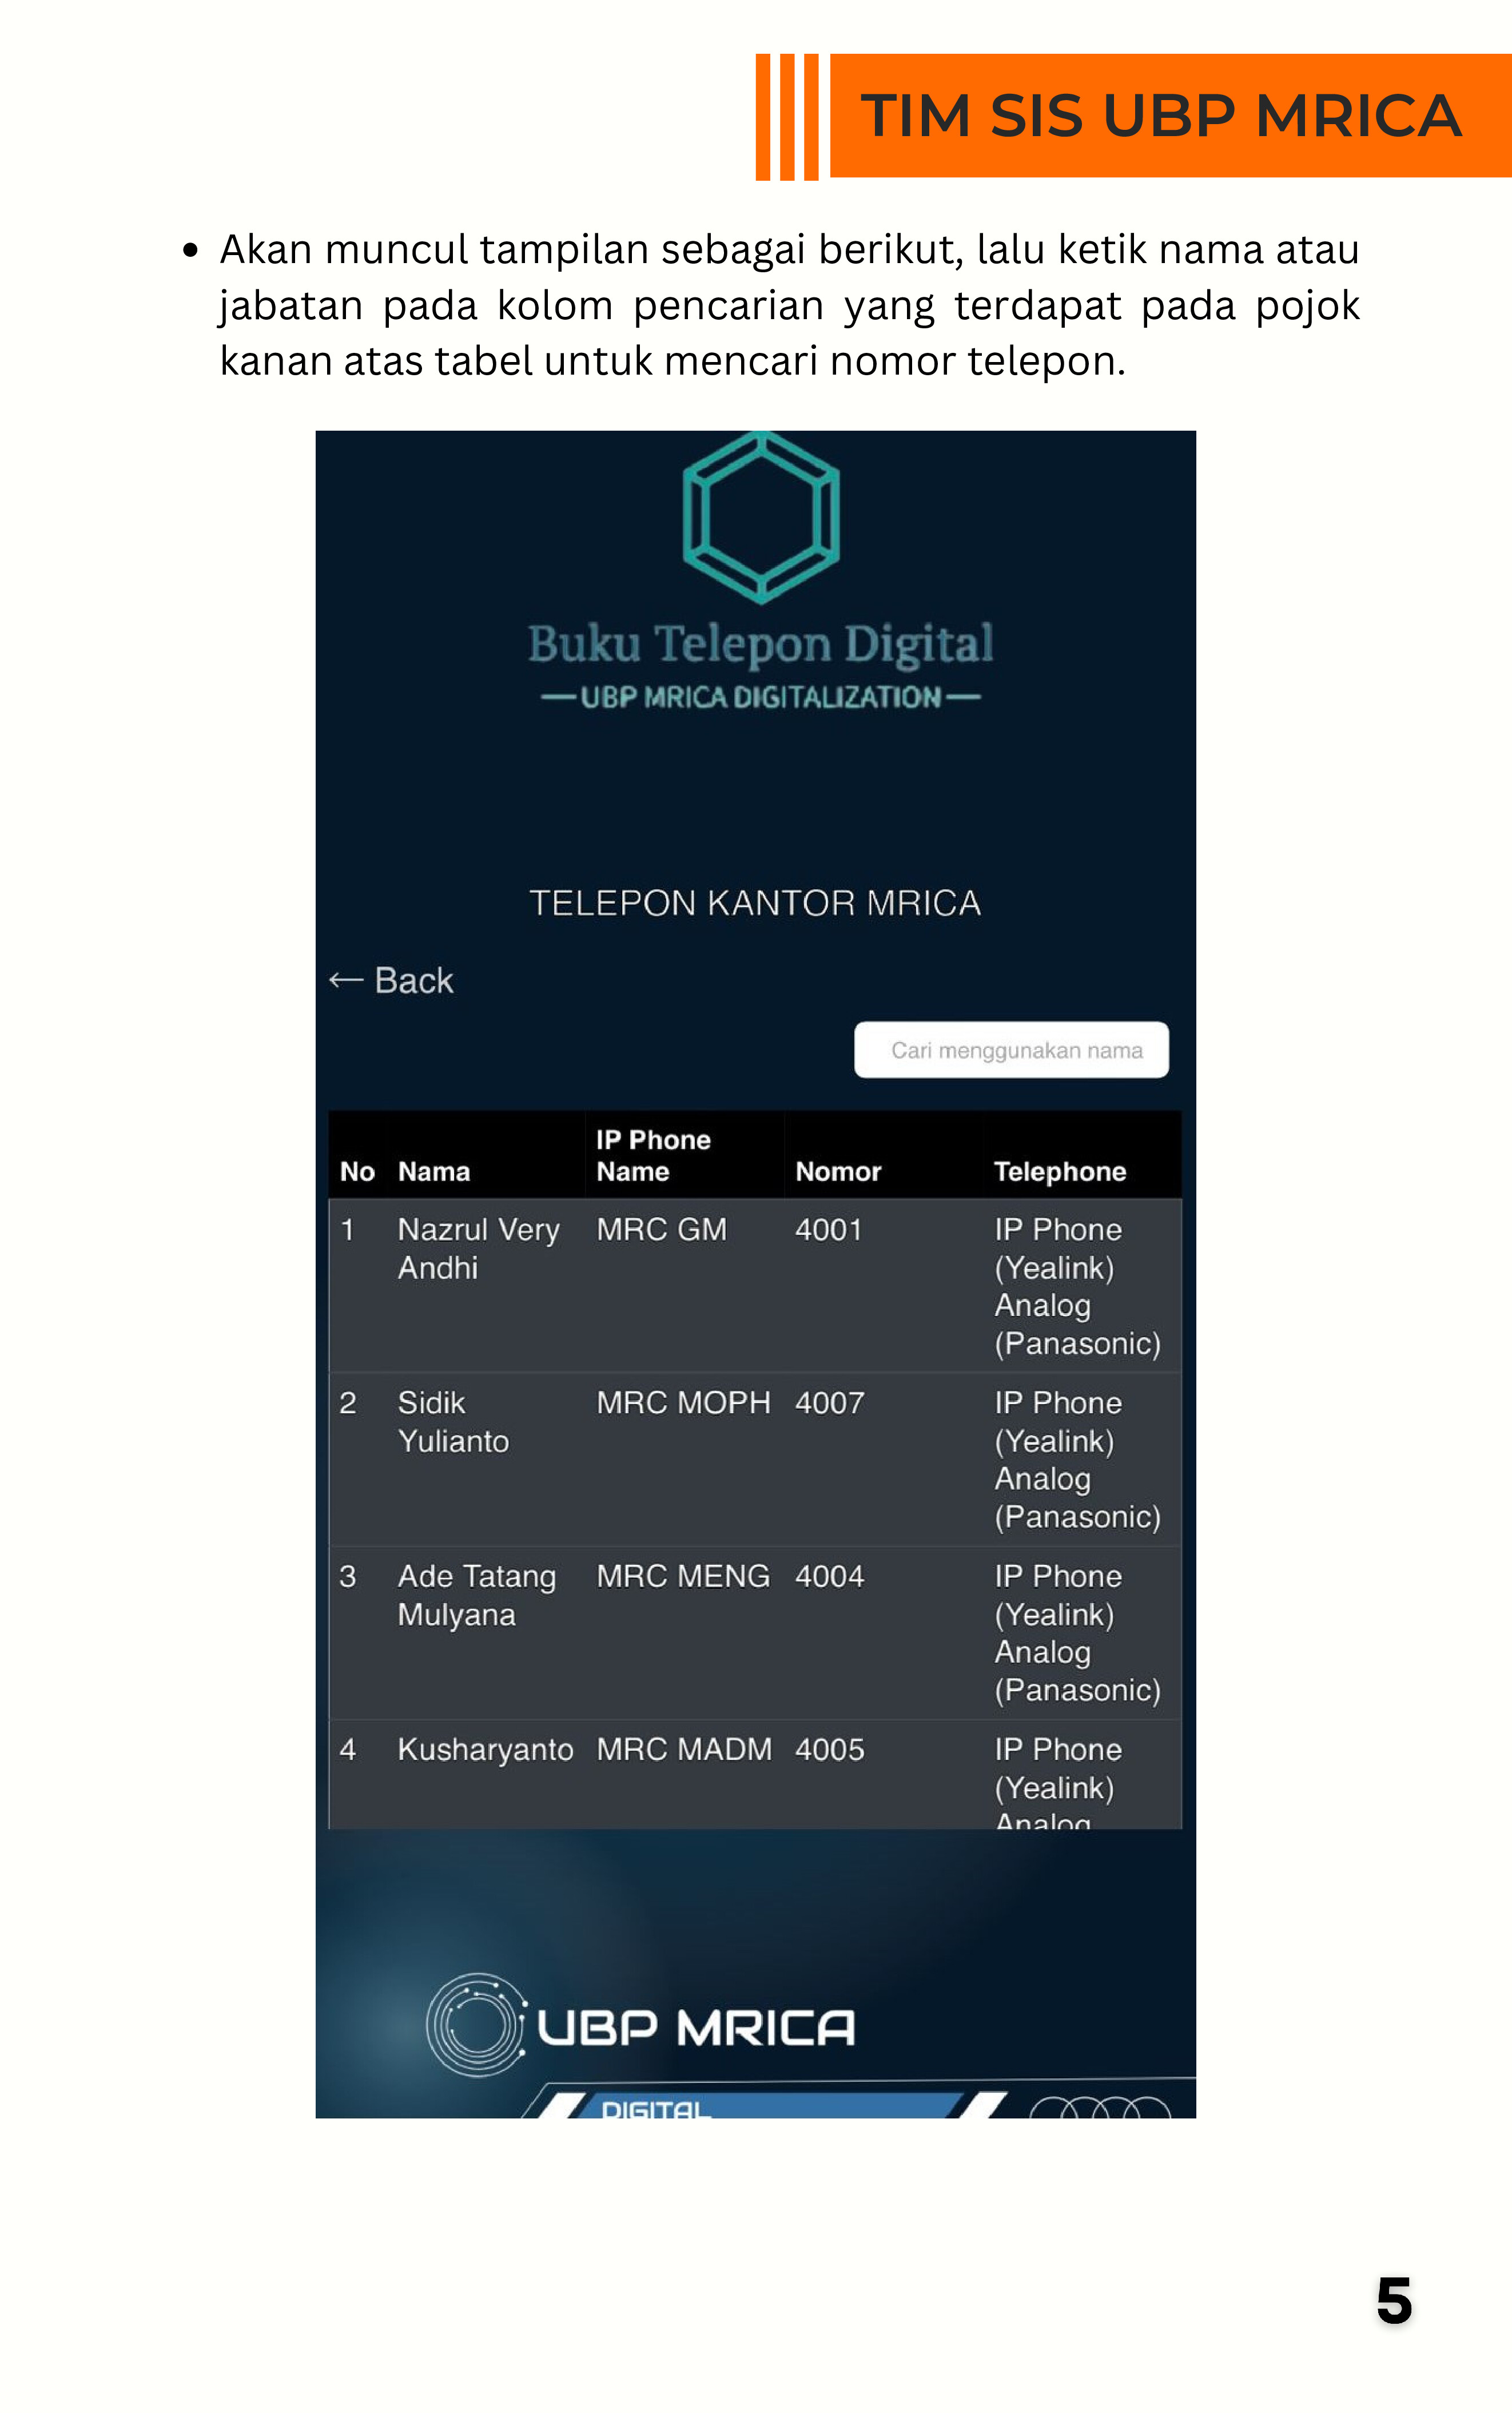 TIM SIS UBP MRICA
• Akan muncul tampilan sebagai berikut, lalu ketik nama atau
jabatan pada kolom pencarian yang terdapat pada pojok
kanan atas tabel untuk mencari nomor telepon.
Buku Telepon Digital
— UBP MRICA DIGITALIZATION —
TELEPON KANTOR MRICA
← Back
Cari menggunakan nama
No Nama IP Phone Name Nomor Telephone
1 Nazrul Very Andhi MRC GM 4001 IP Phone (Yealink) Analog (Panasonic)
2 Sidik Yulianto MRC MOPH 4007 IP Phone (Yealink) Analog (Panasonic)
3 Ade Tatang Mulyana MRC MENG 4004 IP Phone (Yealink) Analog (Panasonic)
4 Kusharyanto MRC MADM 4005 IP Phone (Yealink) Analog
UBP MRICA
DIGITAL
5